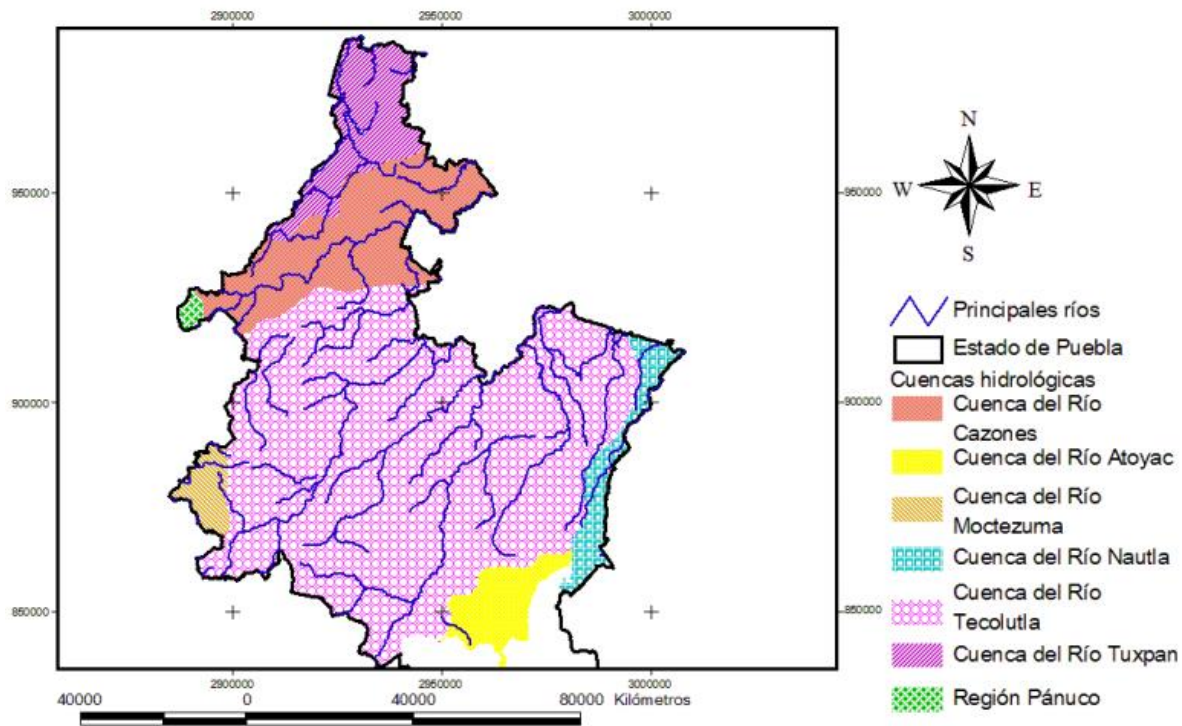 2900000 2950000 3000000
950000 950000
900000 900000
850000 850000
2900000 2950000 3000000
40000 0 40000 80000 Kilómetros
N
W E
S
Principales ríos
Estado de Puebla
Cuencas hidrológicas
Cuenca del Río
Cazones
Cuenca del Río Atoyac
Cuenca del Río
Moctezuma
Cuenca del Río Nautla
Cuenca del Río
Tecolutla
Cuenca del Río Tuxpan
Región Pánuco